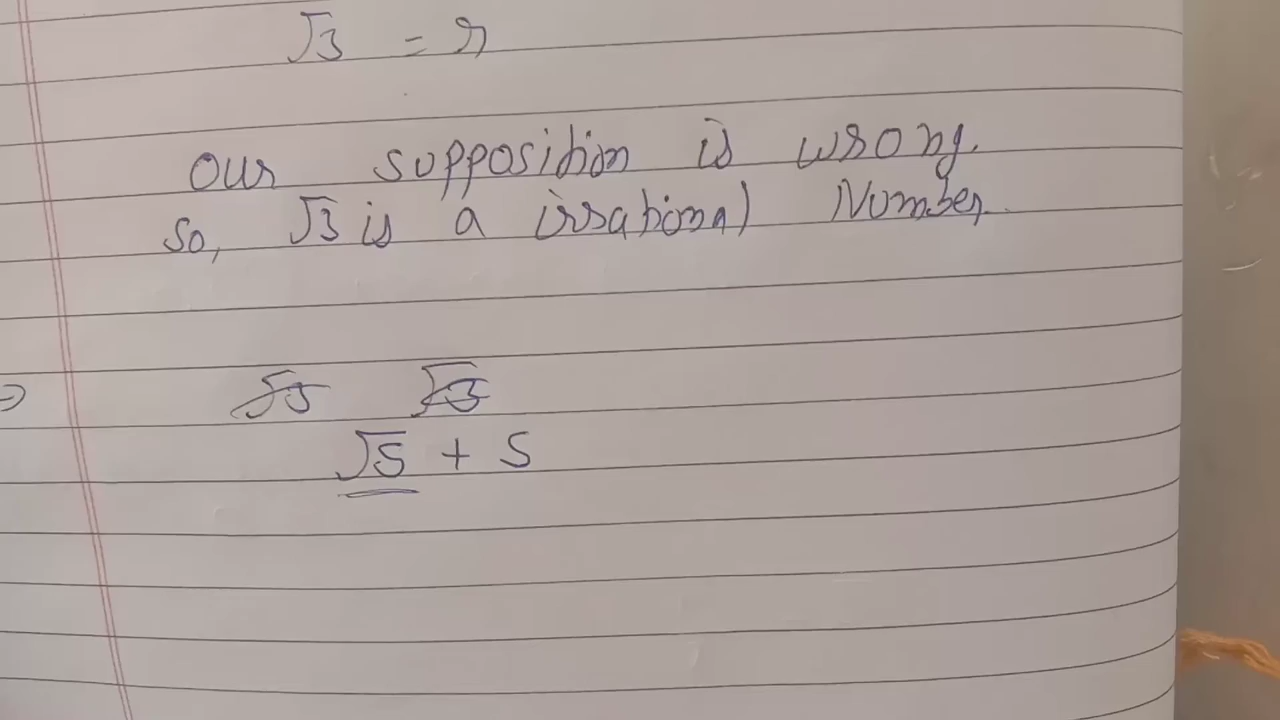 √3 = r
Our supposition is wrong.
So, √3 is a irrational Number.
⇒ √5 √3
√5 + 5